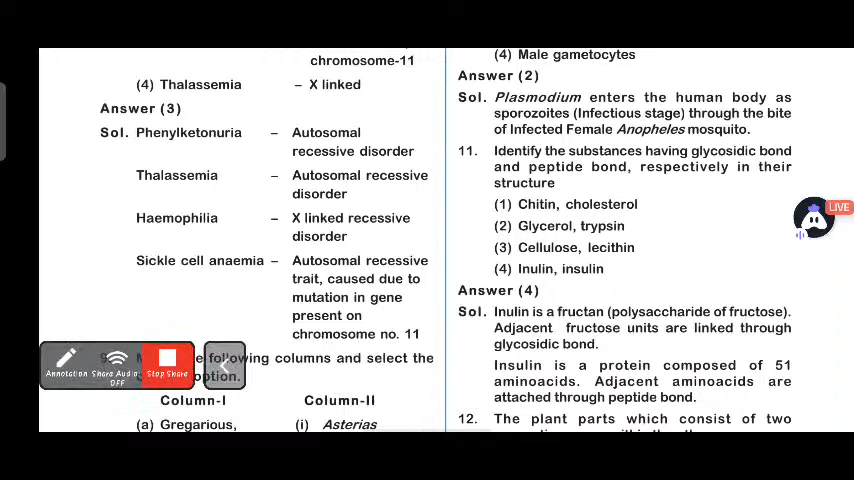 chromosome-11
(4) Thalassemia – X linked
Answer (3)
Sol. Phenylketonuria – Autosomal
recessive disorder
Thalassemia – Autosomal recessive
disorder
Haemophilia – X linked recessive
disorder
Sickle cell anaemia – Autosomal recessive
trait, caused due to
mutation in gene
present on
chromosome no. 11
following columns and select the
option.
Column-I Column-II
(a) Gregarious, (i) Asterias
(4) Male gametocytes
Answer (2)
Sol. Plasmodium enters the human body as
sporozoites (Infectious stage) through the bite
of Infected Female Anopheles mosquito.
11. Identify the substances having glycosidic bond
and peptide bond, respectively in their
structure
(1) Chitin, cholesterol
(2) Glycerol, trypsin
(3) Cellulose, lecithin
(4) Inulin, insulin
Answer (4)
Sol. Inulin is a fructan (polysaccharide of fructose).
Adjacent fructose units are linked through
glycosidic bond.
Insulin is a protein composed of 51
aminoacids. Adjacent aminoacids are
attached through peptide bond.
12. The plant parts which consist of two
Annotation
Share Audio
OFF
Stop Share
LIVE